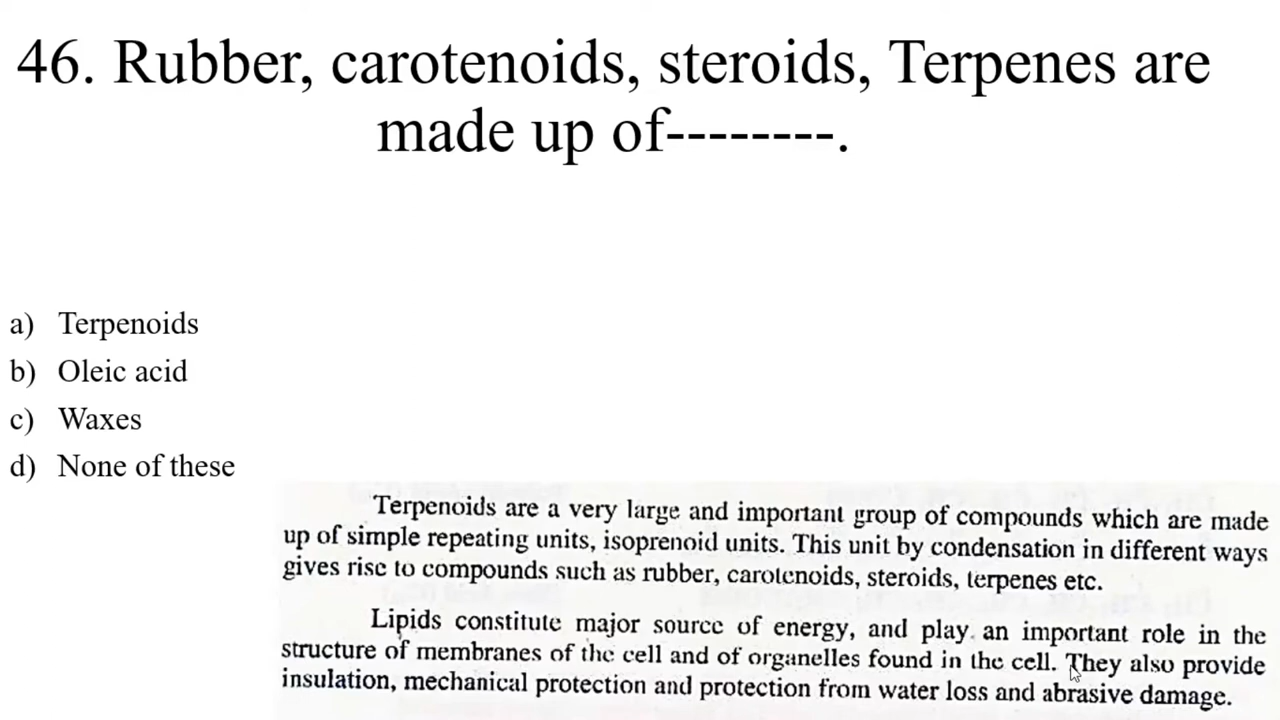 46. Rubber, carotenoids, steroids, Terpenes are
made up of--------.
a) Terpenoids
b) Oleic acid
c) Waxes
d) None of these
Terpenoids are a very large and important group of compounds which are made
up of simple repeating units, isoprenoid units. This unit by condensation in different ways
gives rise to compounds such as rubber, carotenoids, steroids, terpenes etc.
Lipids constitute major source of energy, and play an important role in the
structure of membranes of the cell and of organelles found in the cell. They also provide
insulation, mechanical protection and protection from water loss and abrasive damage.